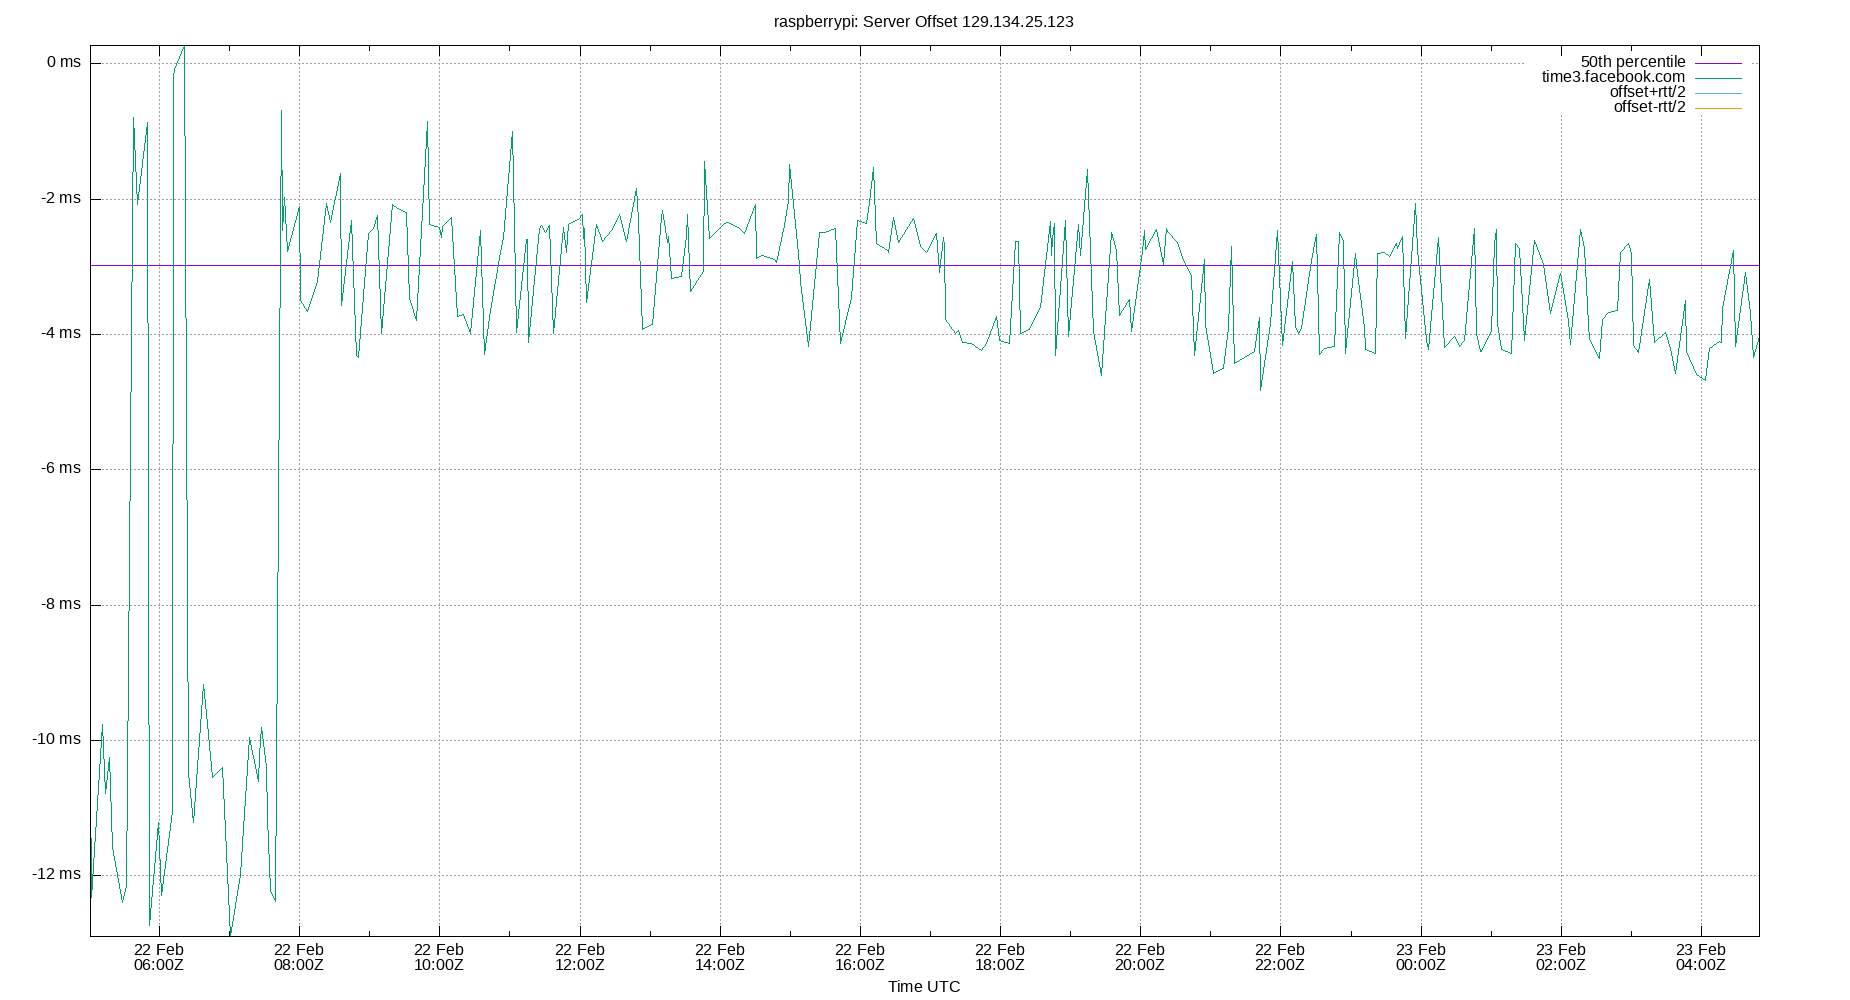 raspberrypi: Server Offset 129.134.25.123
0 ms
-2 ms
-4 ms
-6 ms
-8 ms
-10 ms
-12 ms
50th percentile
time3.facebook.com
offset+rtt/2
offset-rtt/2
22 Feb 22 Feb 22 Feb 22 Feb 22 Feb 22 Feb 22 Feb 22 Feb 22 Feb 23 Feb 23 Feb 23 Feb
06:00Z 08:00Z 10:00Z 12:00Z 14:00Z 16:00Z 18:00Z 20:00Z 22:00Z 00:00Z 02:00Z 04:00Z
Time UTC